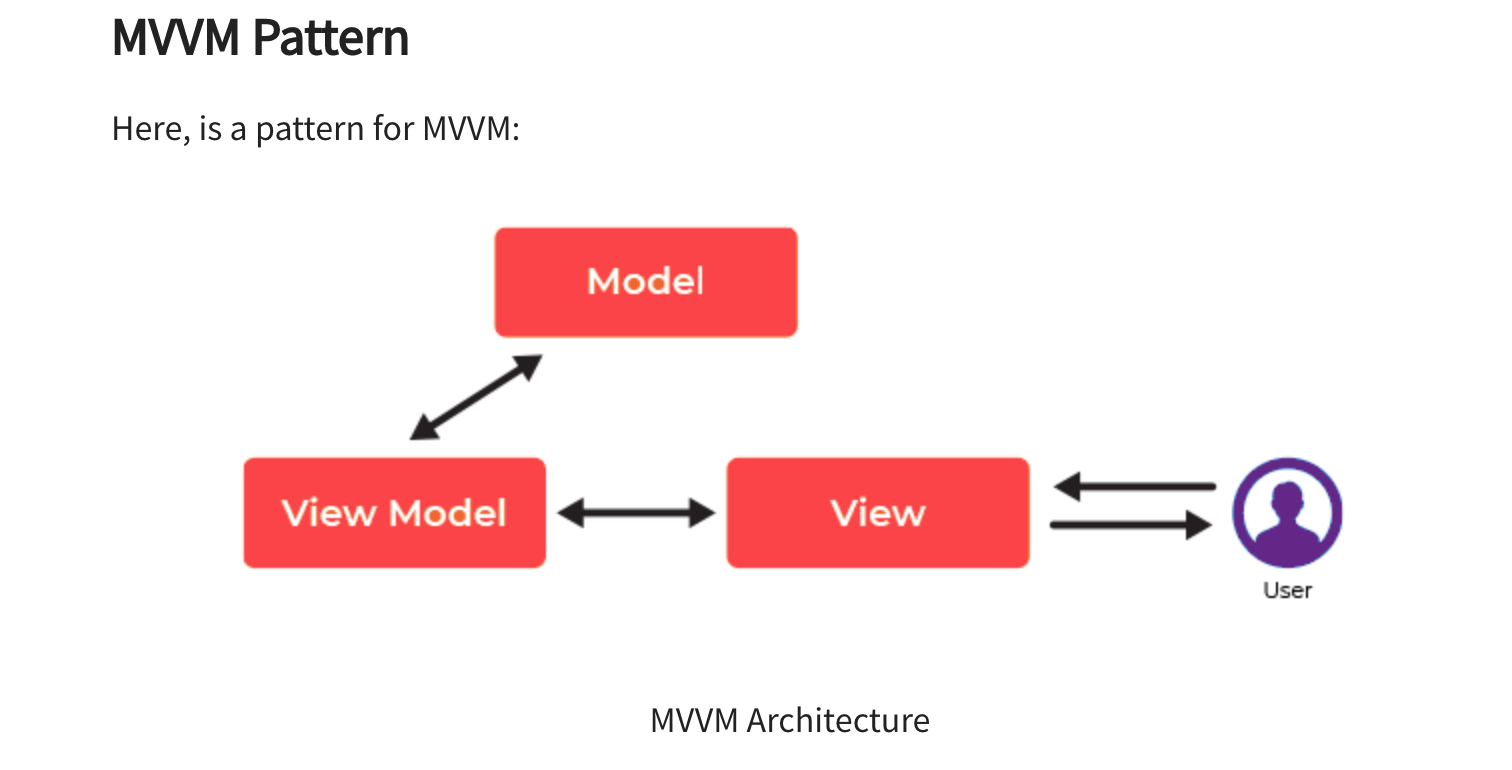 MVVM Pattern
Here, is a pattern for MVVM:
Model
View Model
View
User
MVVM Architecture